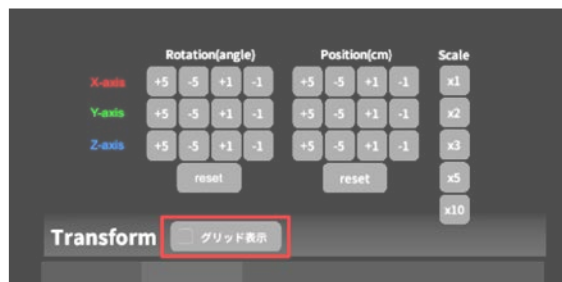 Rotation(angle) Position(cm) Scale
X-axis +5 -5 +1 -1 +5 -5 +1 -1 x1
Y-axis +5 -5 +1 -1 +5 -5 +1 -1 x2
Z-axis +5 -5 +1 -1 +5 -5 +1 -1 x3
reset reset x5
x10
Transform グリッド表示